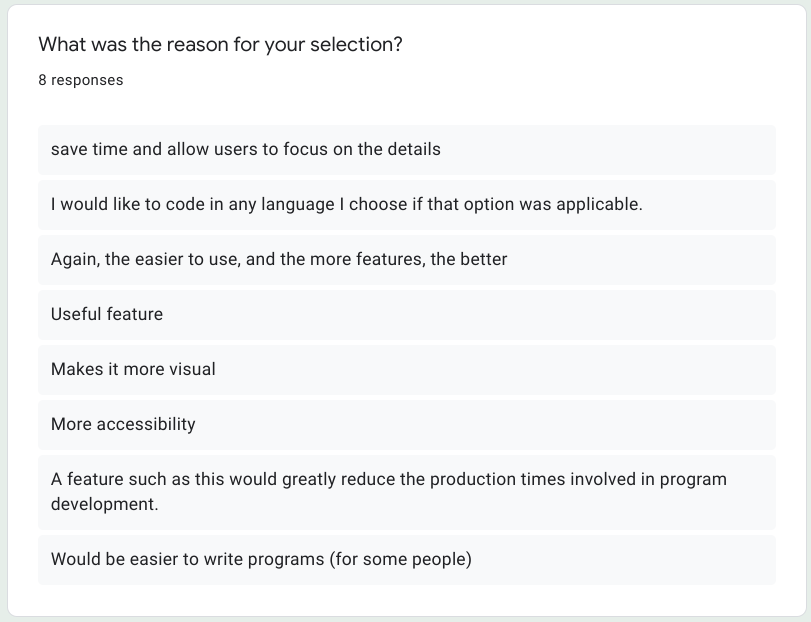 What was the reason for your selection?
8 responses
save time and allow users to focus on the details
I would like to code in any language I choose if that option was applicable.
Again, the easier to use, and the more features, the better
Useful feature
Makes it more visual
More accessibility
A feature such as this would greatly reduce the production times involved in program
development.
Would be easier to write programs (for some people)